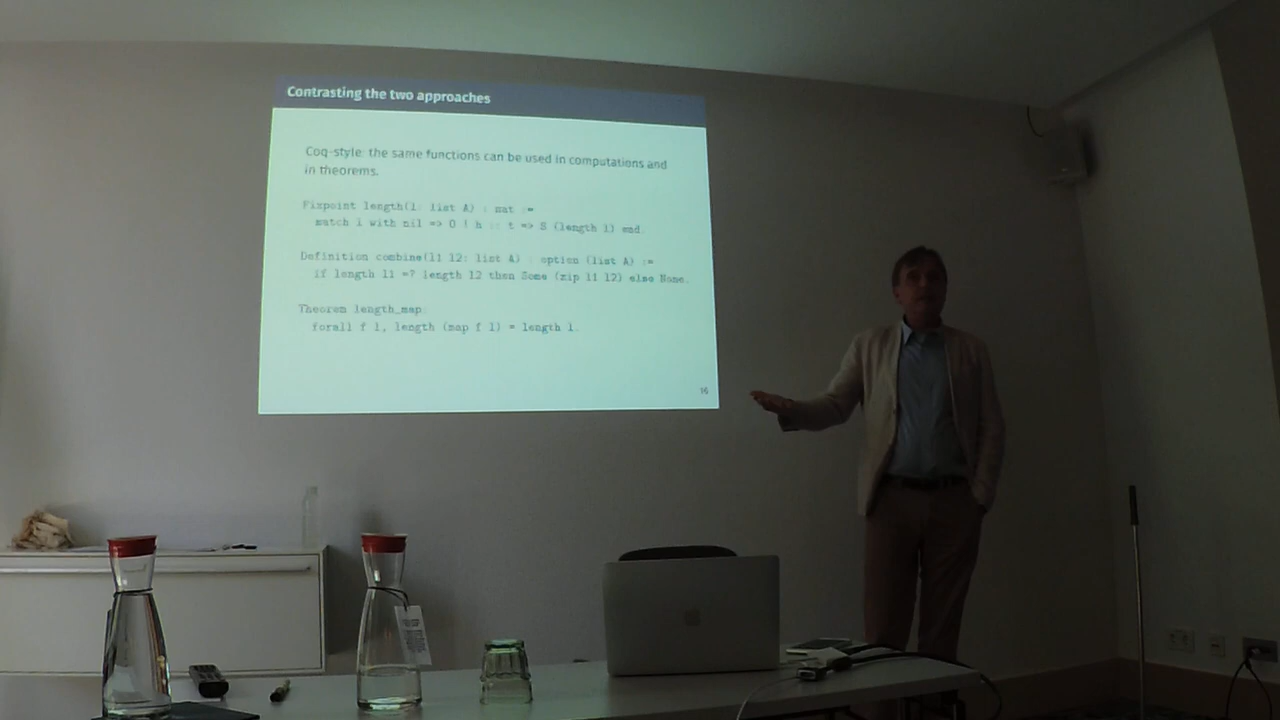 Contrasting the two approaches
Coq-style: the same functions can be used in computations and
in theorems.
Fixpoint length(l: list A) : nat :=
match l with nil => O | h :: t => S (length l) end.
Definition combine(l1 l2: list A) : option (list A) :=
if length l1 =? length l2 then Some (zip l1 l2) else None.
Theorem length_map:
forall f l, length (map f l) = length l.
16